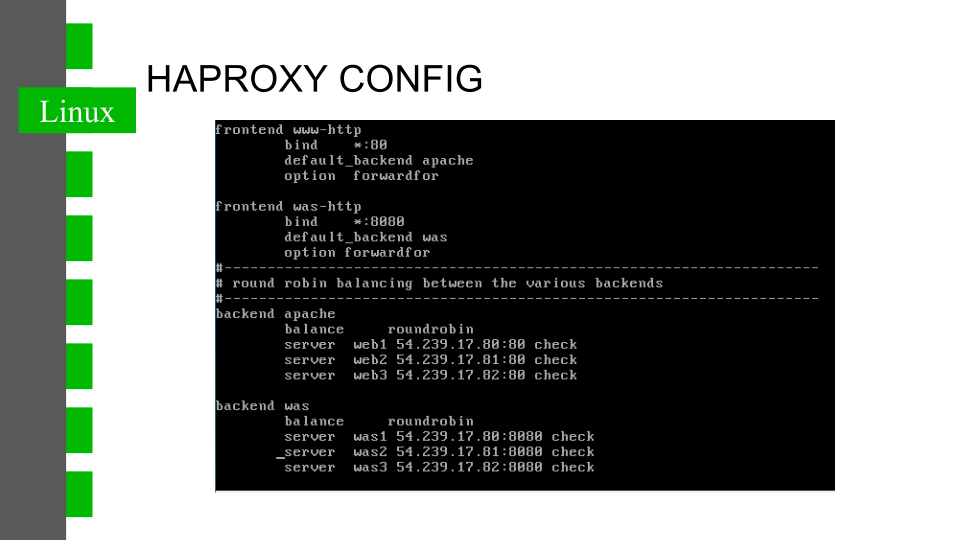 HAPROXY CONFIG
Linux
frontend www-http
        bind    *:80
        default_backend apache
        option  forwardfor
frontend was-http
        bind    *:8080
        default_backend was
        option forwardfor
#---------------------------------------------------------------------
# round robin balancing between the various backends
#---------------------------------------------------------------------
backend apache
        balance     roundrobin
        server  web1 54.239.17.80:80 check
        server  web2 54.239.17.81:80 check
        server  web3 54.239.17.82:80 check
backend was
        balance     roundrobin
        server  was1 54.239.17.80:8080 check
       _server  was2 54.239.17.81:8080 check
        server  was3 54.239.17.82:8080 check